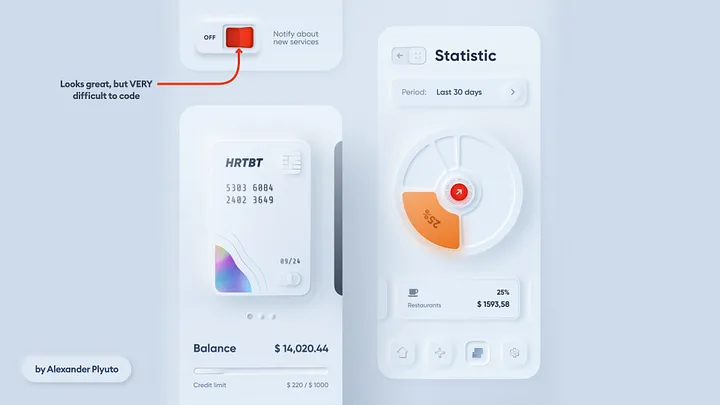 OFF
Notify about
new services
Looks great, but VERY
difficult to code
HRTBT
5303 6084
2402 3649
09/24
Balance
$ 14,020.44
Credit limit
$ 220 / $ 1000
by Alexander Plyuto
Statistic
Period: Last 30 days
25%
25%
Restaurants
$ 1593,58